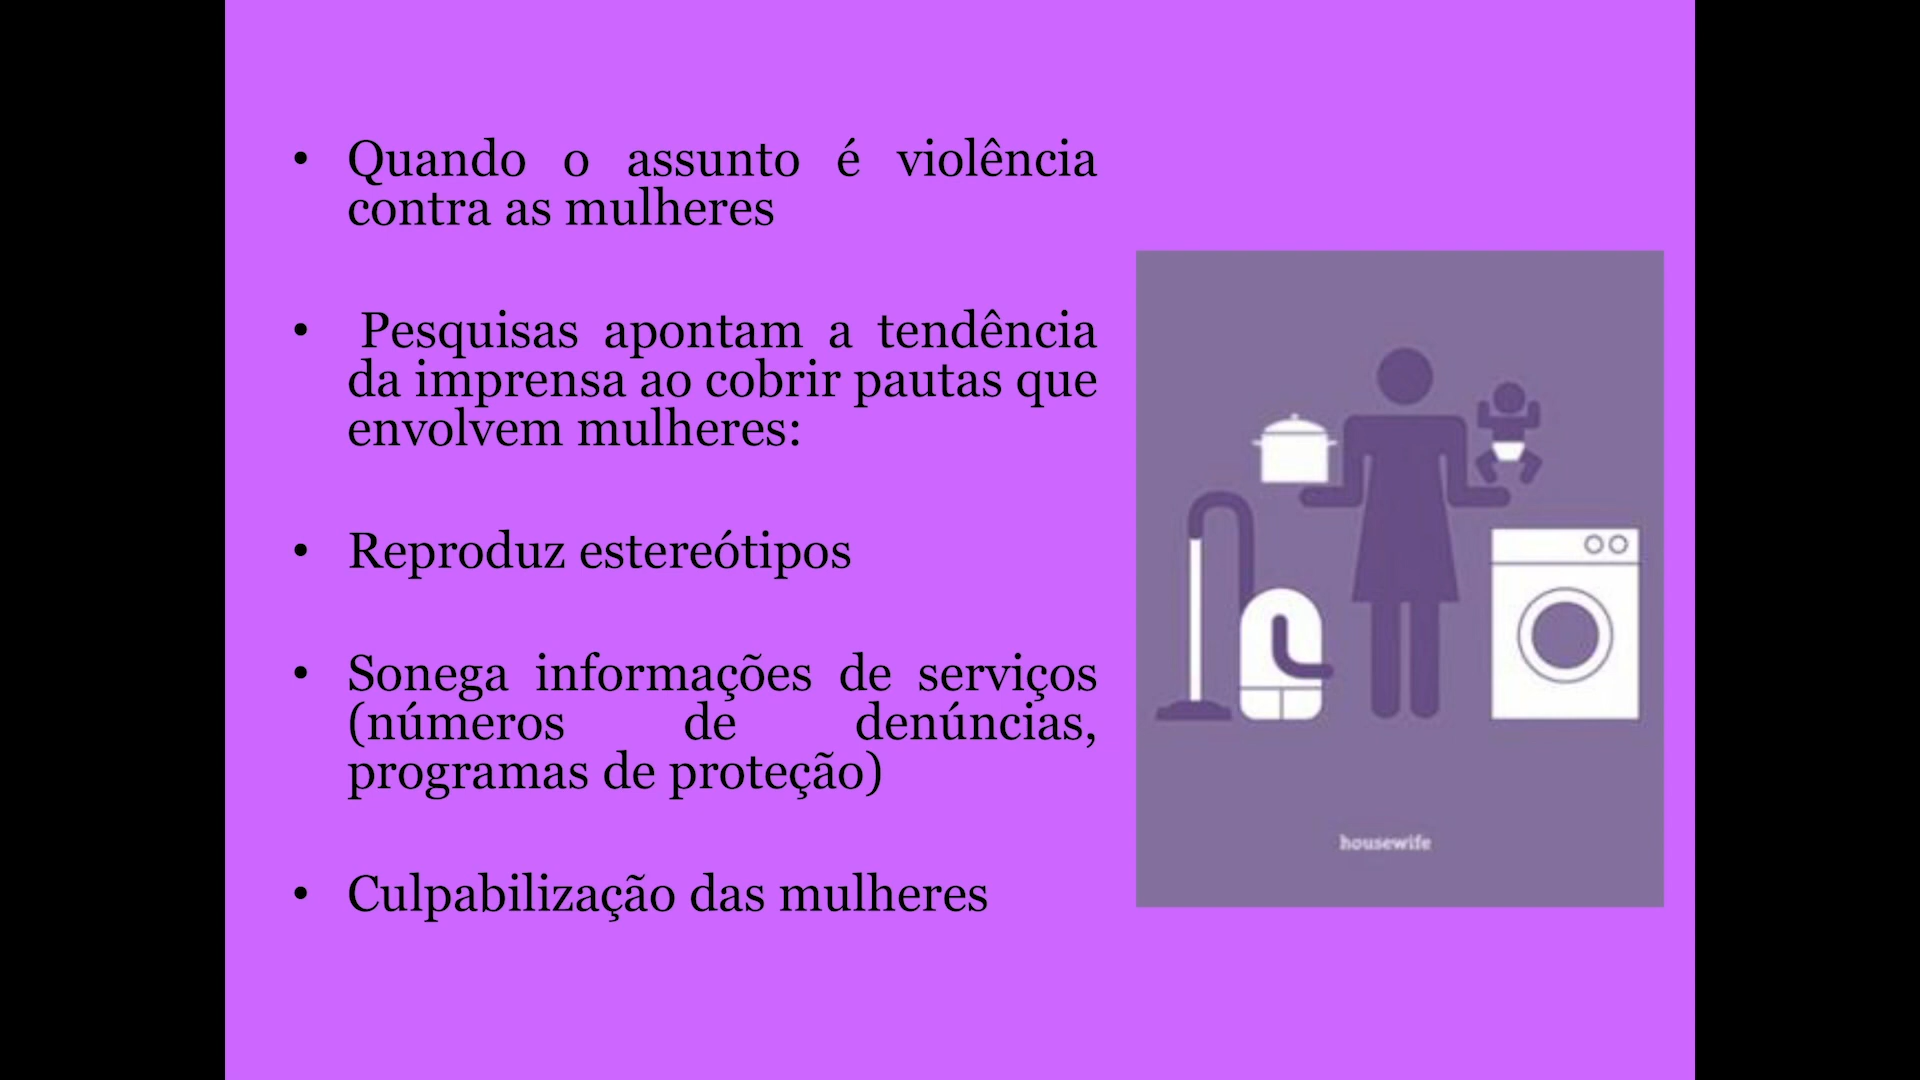 • Quando o assunto é violência
contra as mulheres
• Pesquisas apontam a tendência
da imprensa ao cobrir pautas que
envolvem mulheres:
• Reproduz estereótipos
• Sonega informações de serviços
(números de denúncias,
programas de proteção)
• Culpabilização das mulheres
housewife